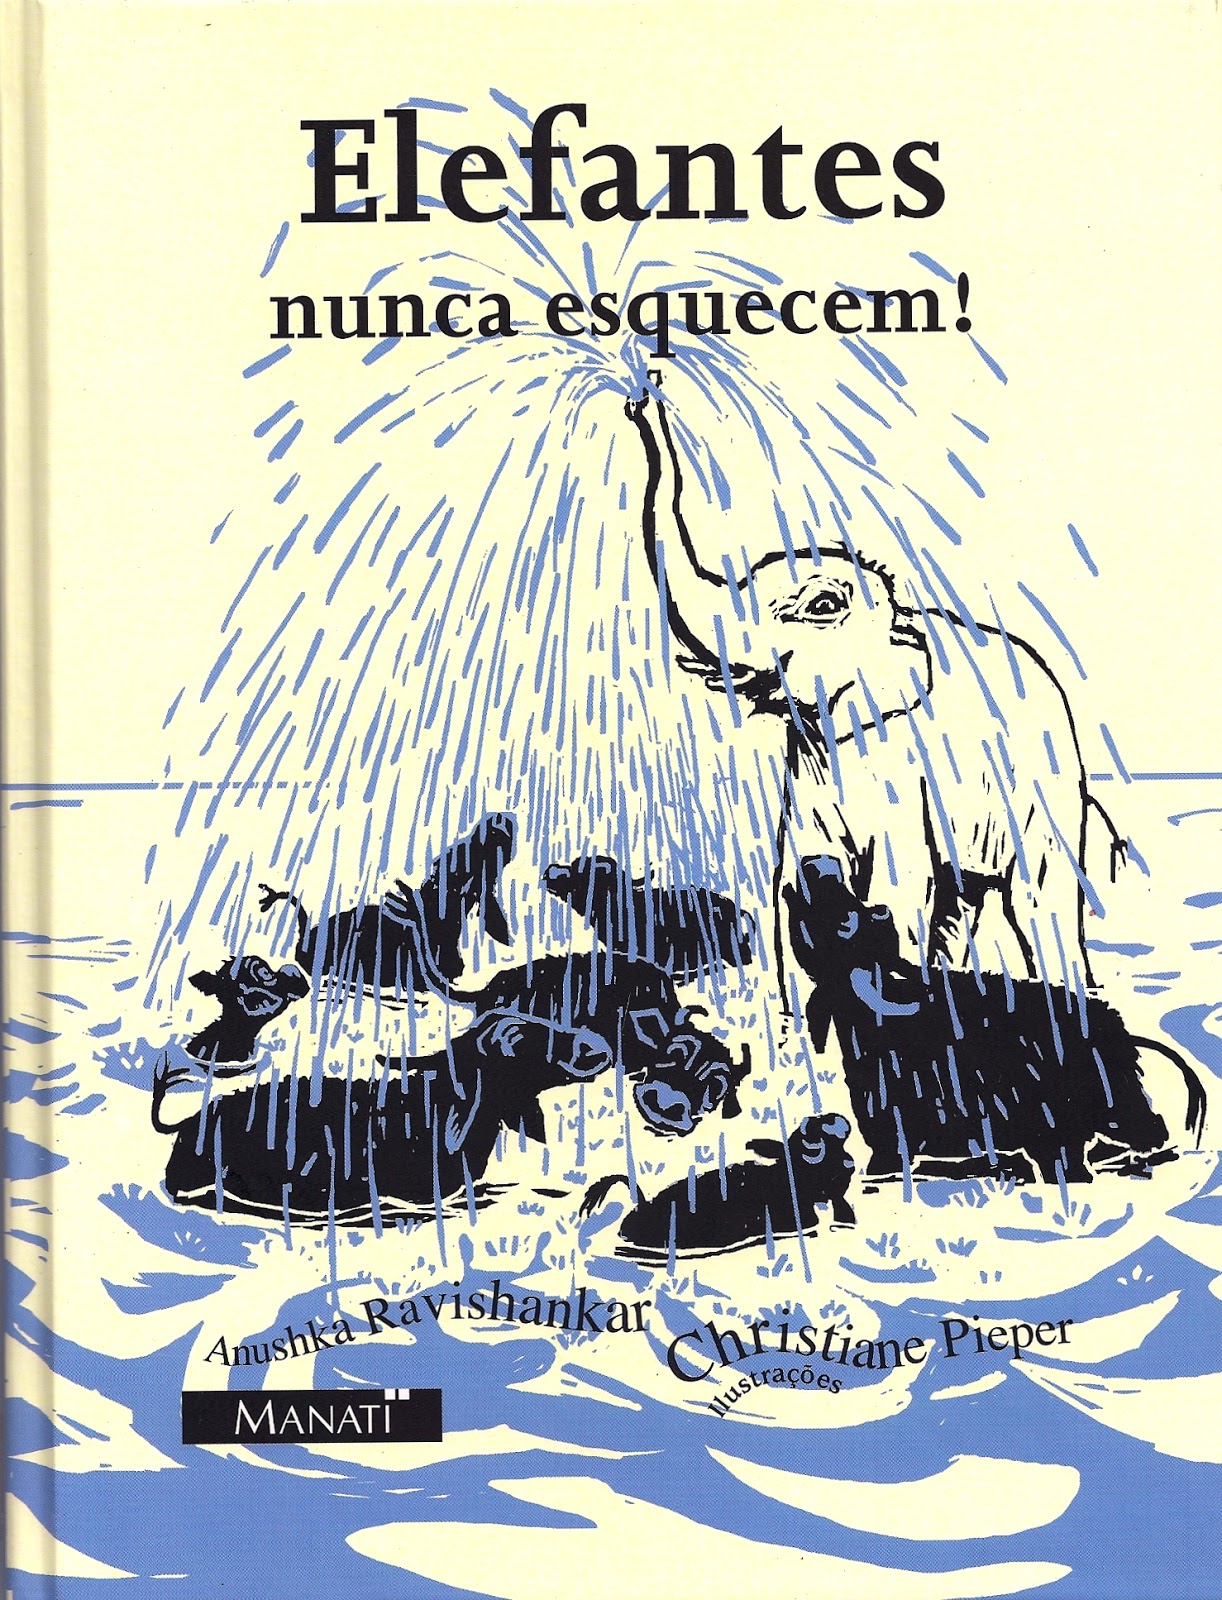 Elefantes
nunca esquecem!
Anushka Ravishankar
Christiane Pieper
Ilustrações
MANATI